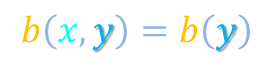 b(x, y) = b(y)